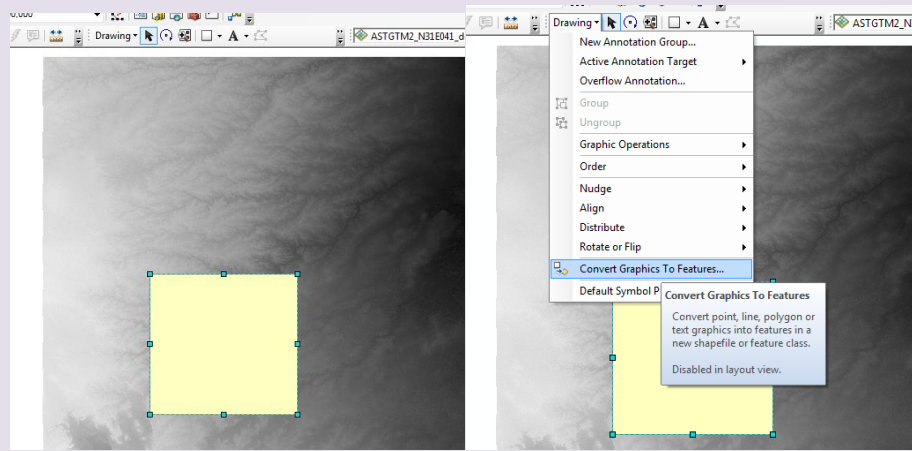 0,000
Drawing
A
ASTGTM2_N31E041_d
Drawing
A
ASTGTM2_N
New Annotation Group...
Active Annotation Target
Overflow Annotation...
Group
Ungroup
Graphic Operations
Order
Nudge
Align
Distribute
Rotate or Flip
Convert Graphics To Features...
Default Symbol P
Convert Graphics To Features
Convert point, line, polygon or
text graphics into features in a
new shapefile or feature class.
Disabled in layout view.